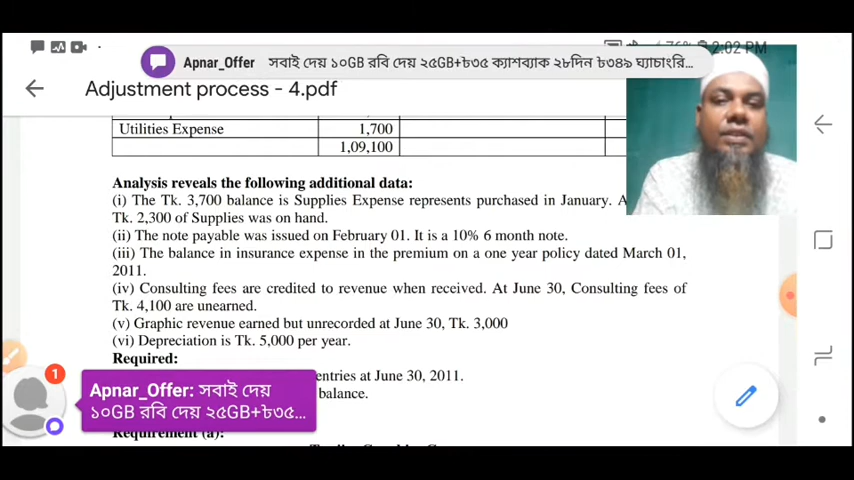 76% 2:02 PM
Apnar_Offer সবাই দেয় ১০GB রবি দেয় ২৫GB+৳৩৫ ক্যাশব্যাক ২৮দিন ৳৩৪৯ ঘ্যাচাংরি...
Adjustment process - 4.pdf
Utilities Expense 1,700
1,09,100
Analysis reveals the following additional data:
(i) The Tk. 3,700 balance is Supplies Expense represents purchased in January. A
Tk. 2,300 of Supplies was on hand.
(ii) The note payable was issued on February 01. It is a 10% 6 month note.
(iii) The balance in insurance expense in the premium on a one year policy dated March 01,
2011.
(iv) Consulting fees are credited to revenue when received. At June 30, Consulting fees of
Tk. 4,100 are unearned.
(v) Graphic revenue earned but unrecorded at June 30, Tk. 3,000
(vi) Depreciation is Tk. 5,000 per year.
Required:
entries at June 30, 2011.
balance.
1
Apnar_Offer: সবাই দেয়
১০GB রবি দেয় ২৫GB+৳৩৫...
Requirement (a):